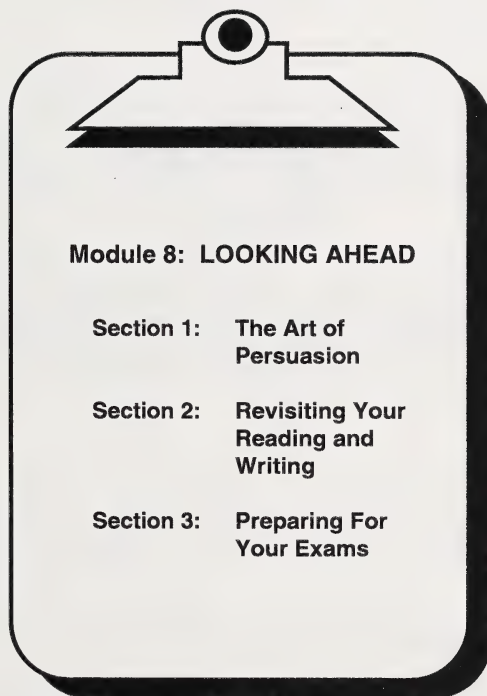 Module 8: LOOKING AHEAD
Section 1: The Art of
Persuasion
Section 2: Revisiting Your
Reading and
Writing
Section 3: Preparing For
Your Exams